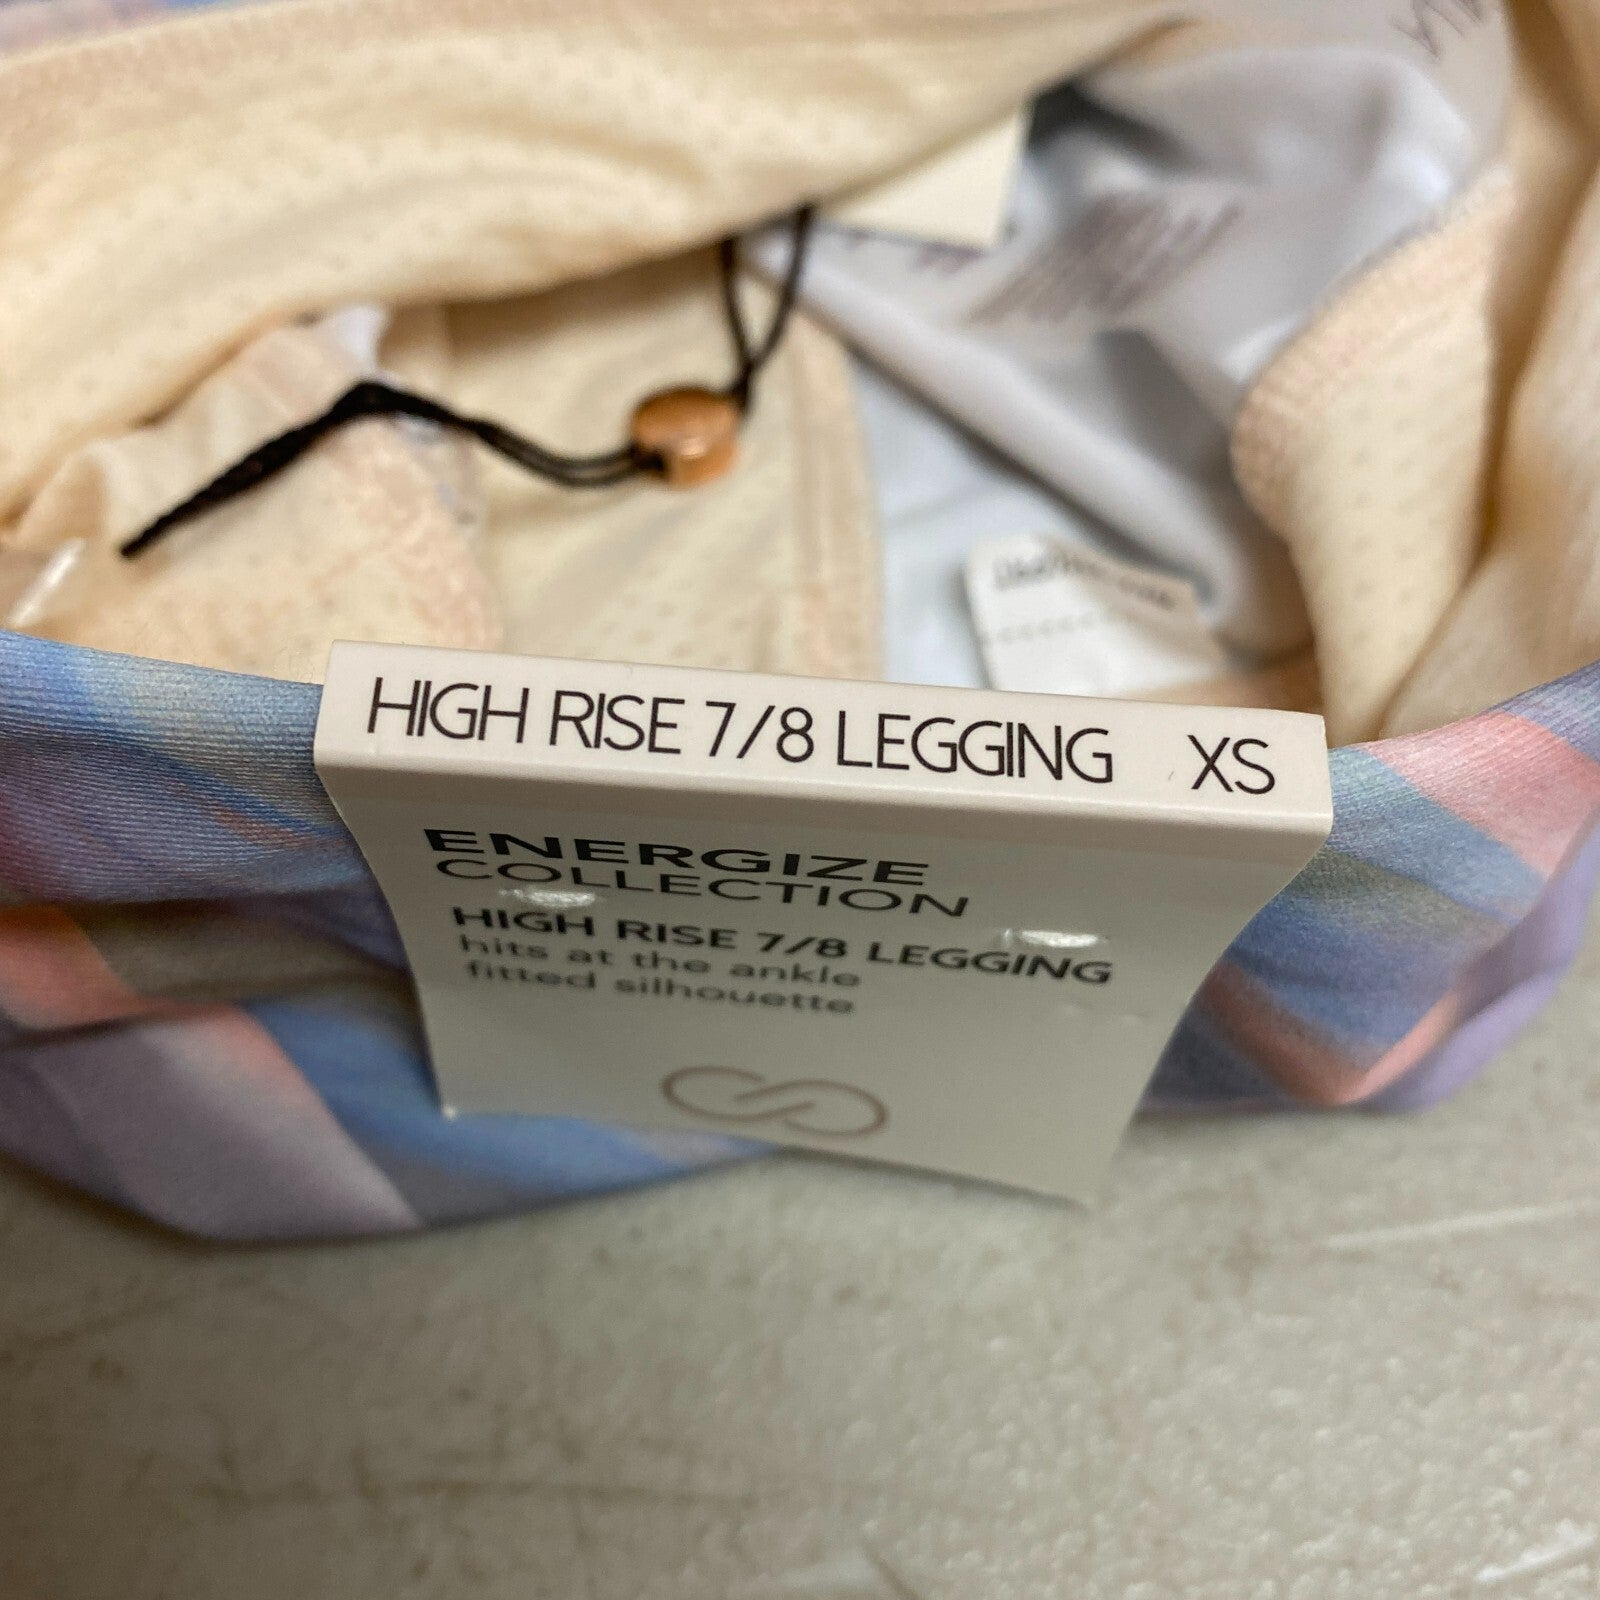 HIGH RISE 7/8 LEGGING XS
ENERGIZE
COLLECTION
HIGH RISE 7/8 LEGGING
hits at the ankle
fitted silhouette